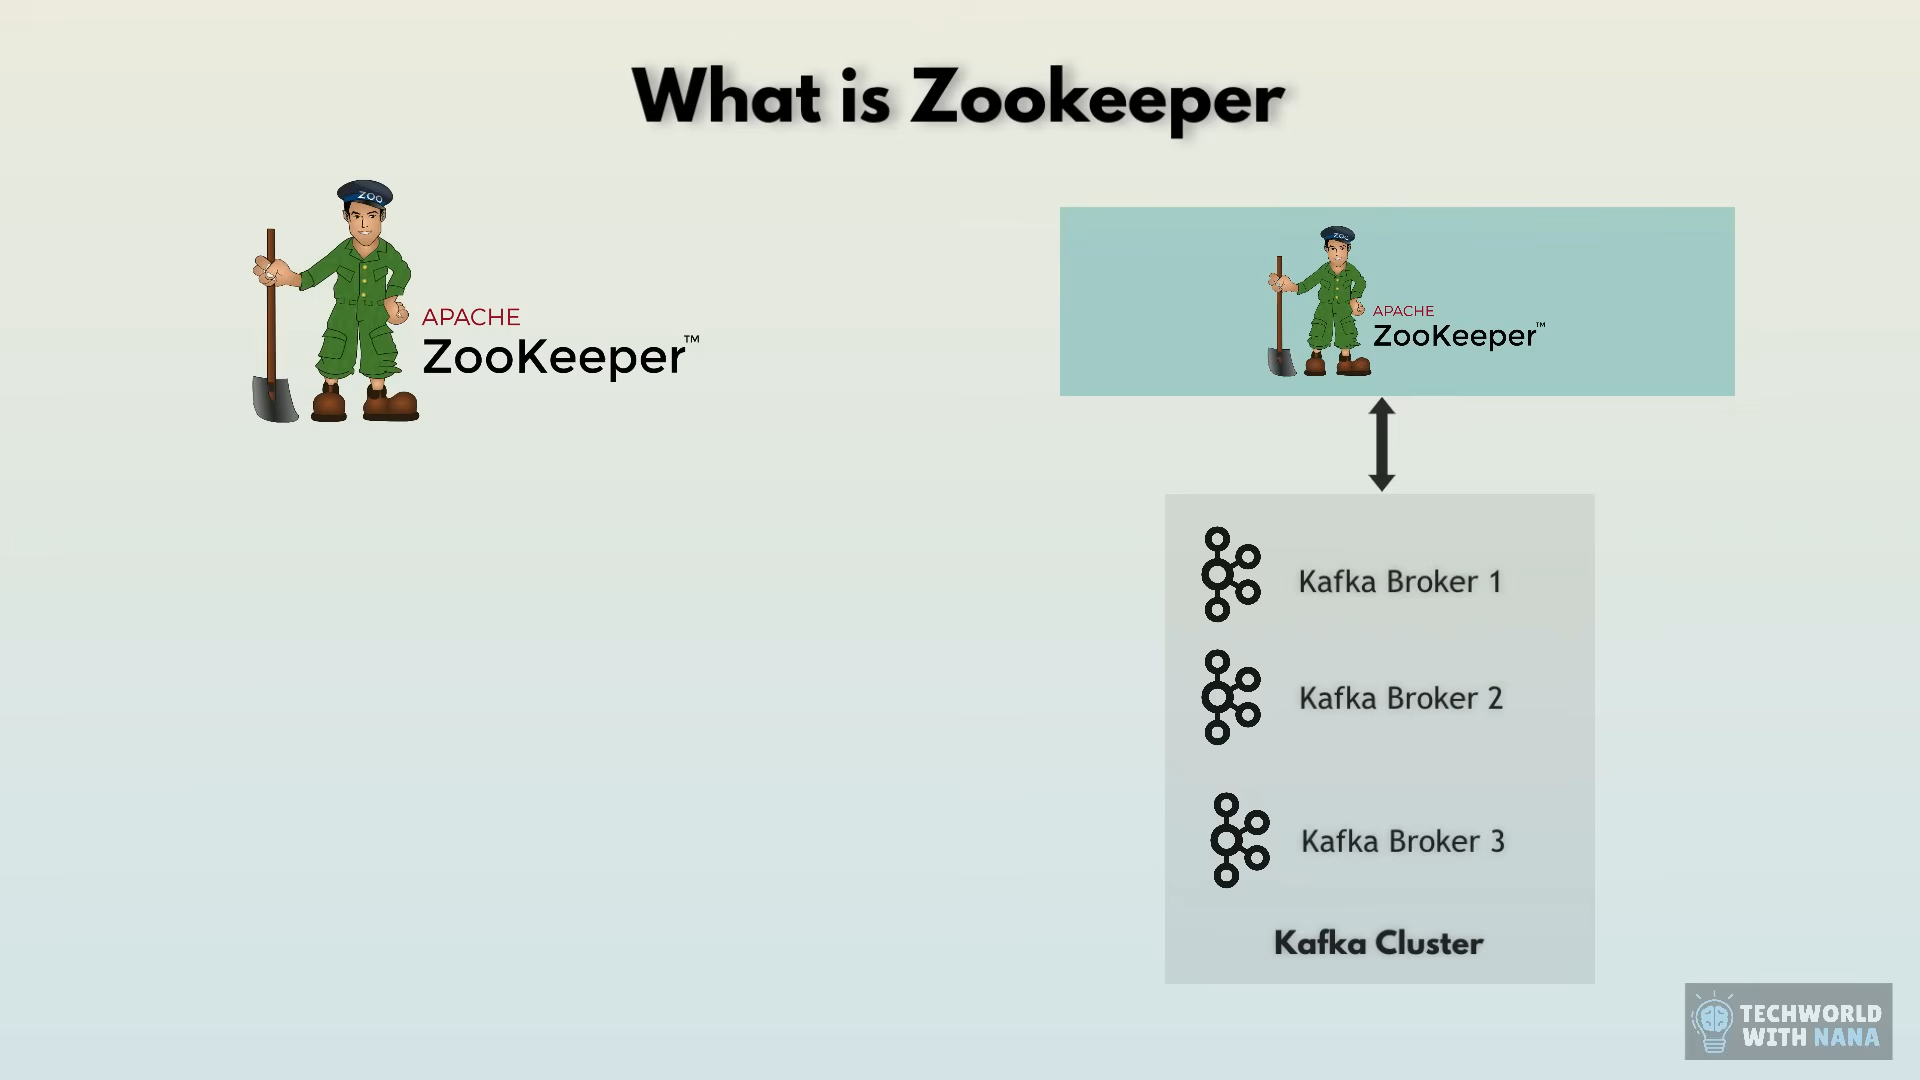 What is Zookeeper
ZOO
APACHE
ZooKeeper™
ZOO
APACHE
ZooKeeper™
Kafka Broker 1
Kafka Broker 2
Kafka Broker 3
Kafka Cluster
TECHWORLD
WITH NANA